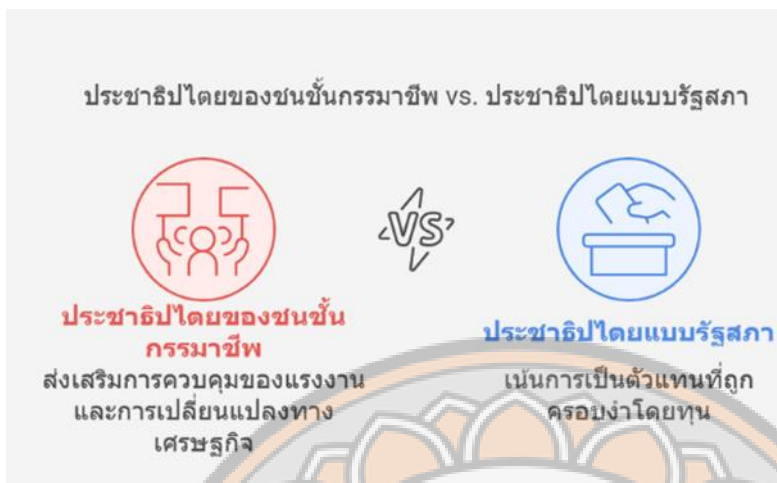 ประชาธิปไตยของชนชั้นกรรมาชีพ vs. ประชาธิปไตยแบบรัฐสภา
VS
ประชาธิปไตยของชนชั้น
กรรมาชีพ
ส่งเสริมการควบคุมของแรงงาน
และการเปลี่ยนแปลงทาง
เศรษฐกิจ
ประชาธิปไตยแบบรัฐสภา
เน้นการเป็นตัวแทนที่ถูก
ครอบงำโดยทุน